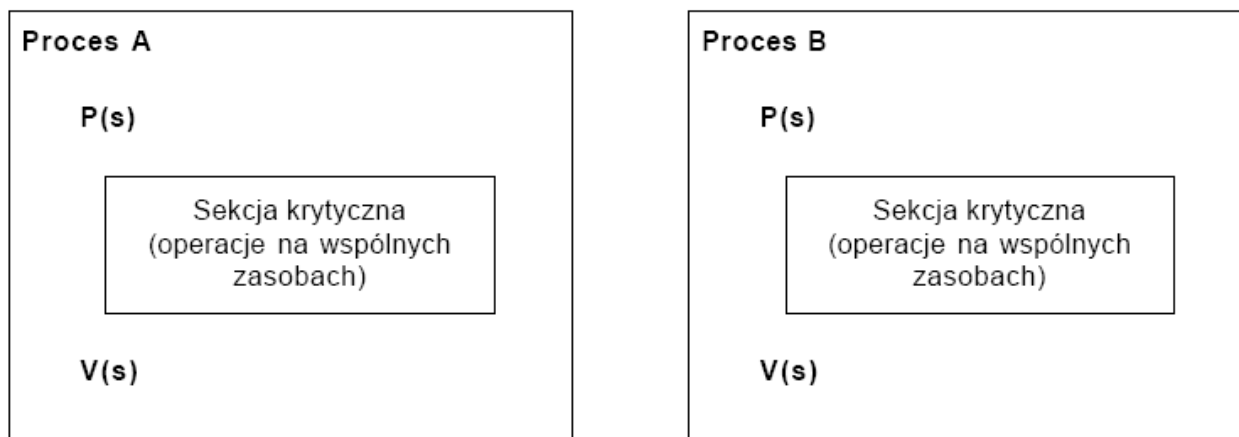 Proces A
P(s)
Sekcja krytyczna
(operacje na wspólnych
zasobach)
V(s)
Proces B
P(s)
Sekcja krytyczna
(operacje na wspólnych
zasobach)
V(s)